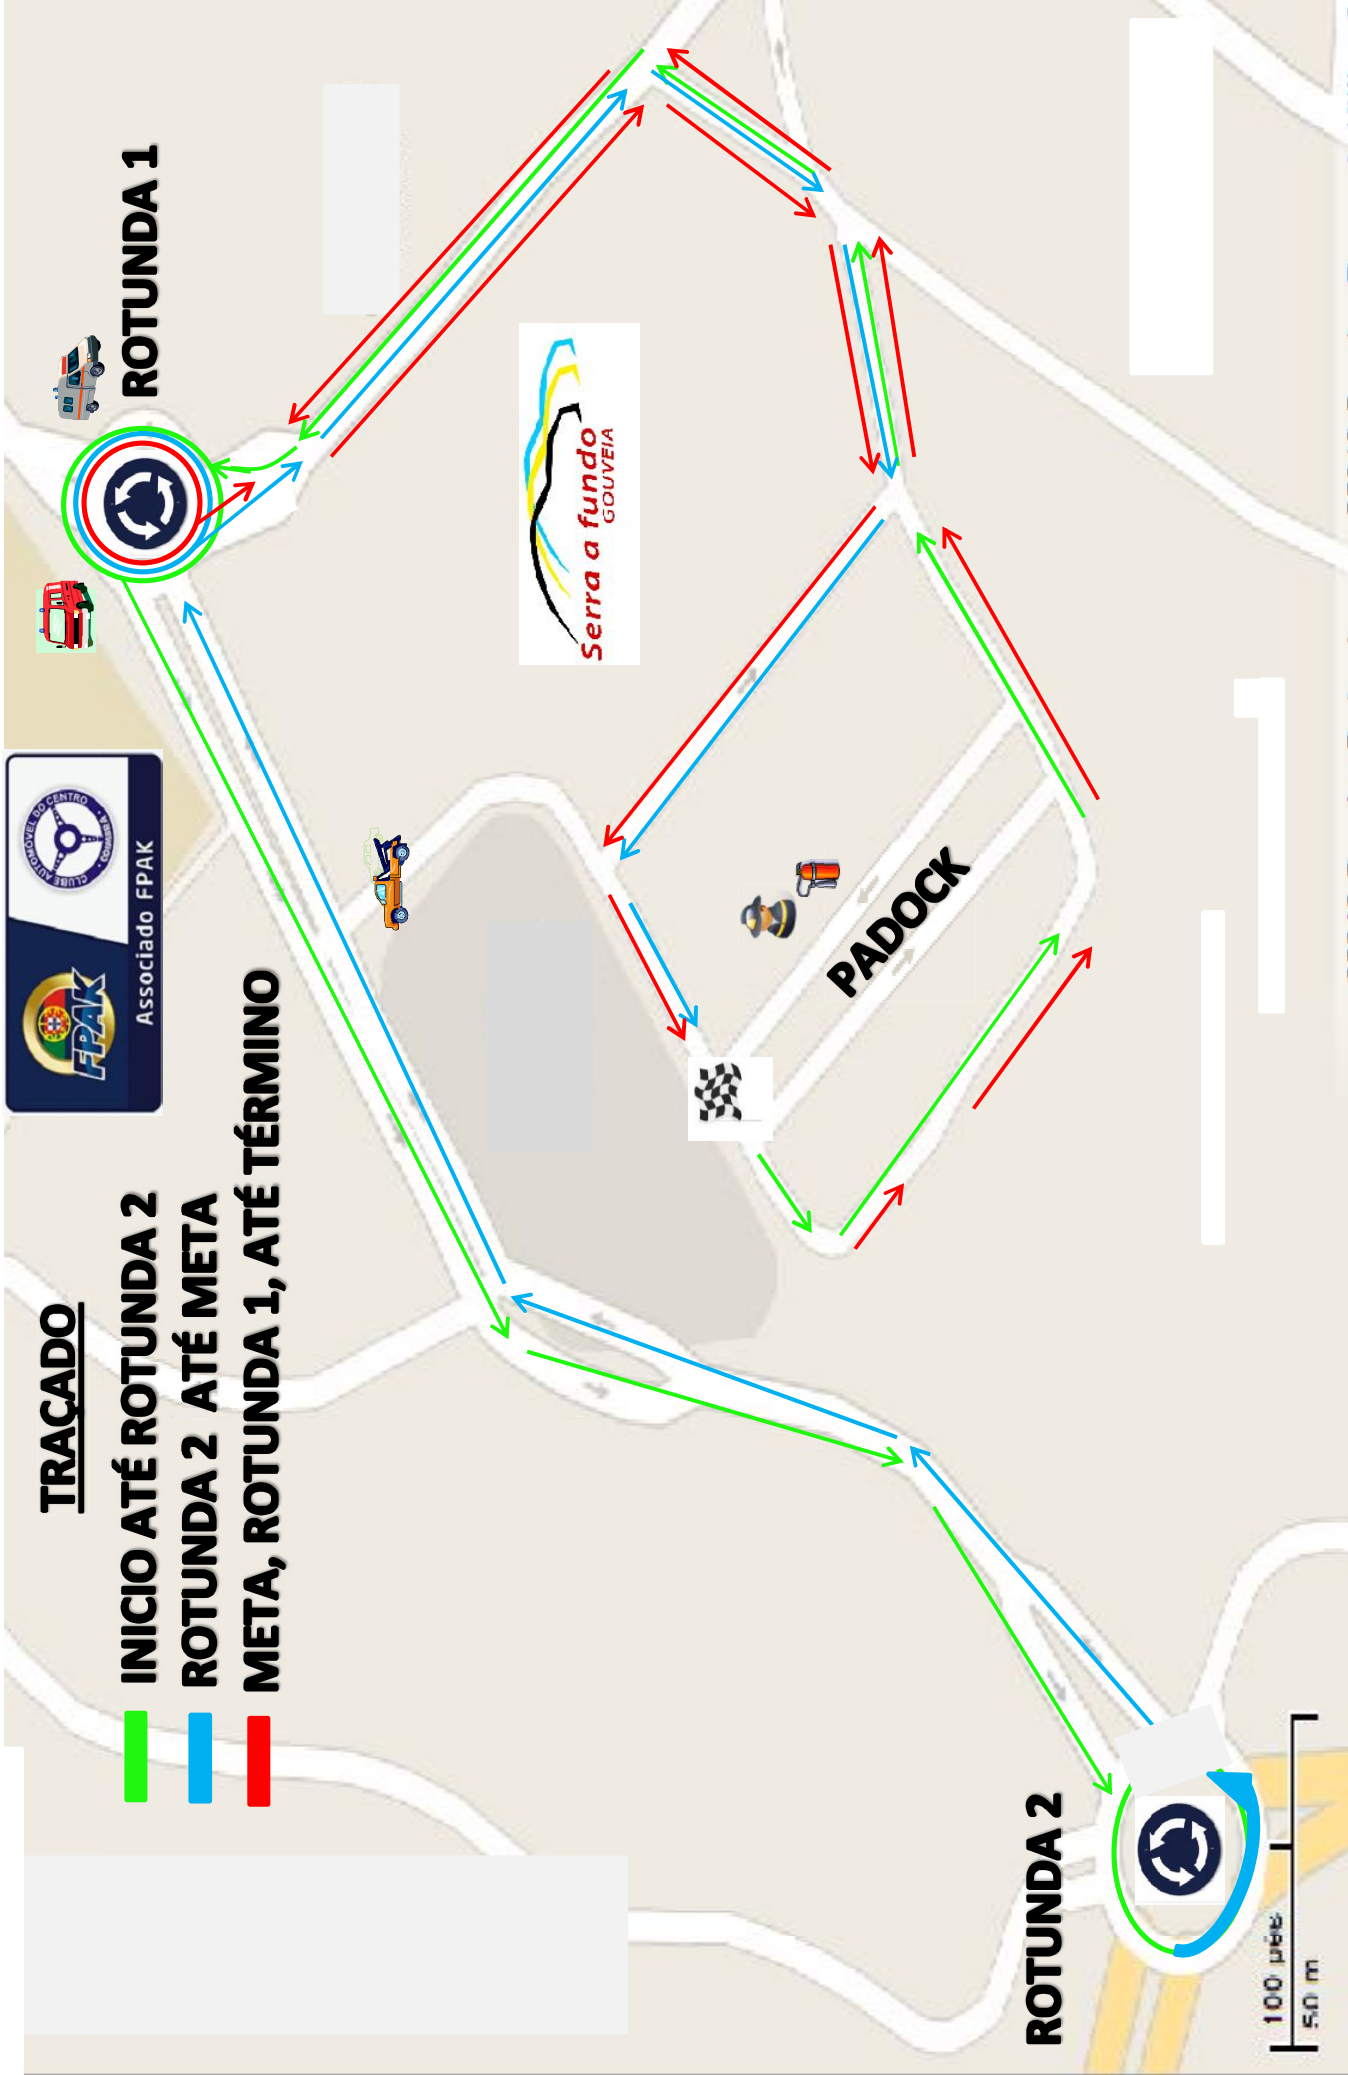 TRAÇADO
INICIO ATÉ ROTUNDA 2
ROTUNDA 2 ATÉ META
META, ROTUNDA 1, ATÉ TÉRMINO
FPAK
CLUBE AUTOMÓVEL DO CENTRO
Associado FPAK
ROTUNDA 1
Serra a fundo
GOUVEIA
PADOCK
ROTUNDA 2
100 pés
50 m